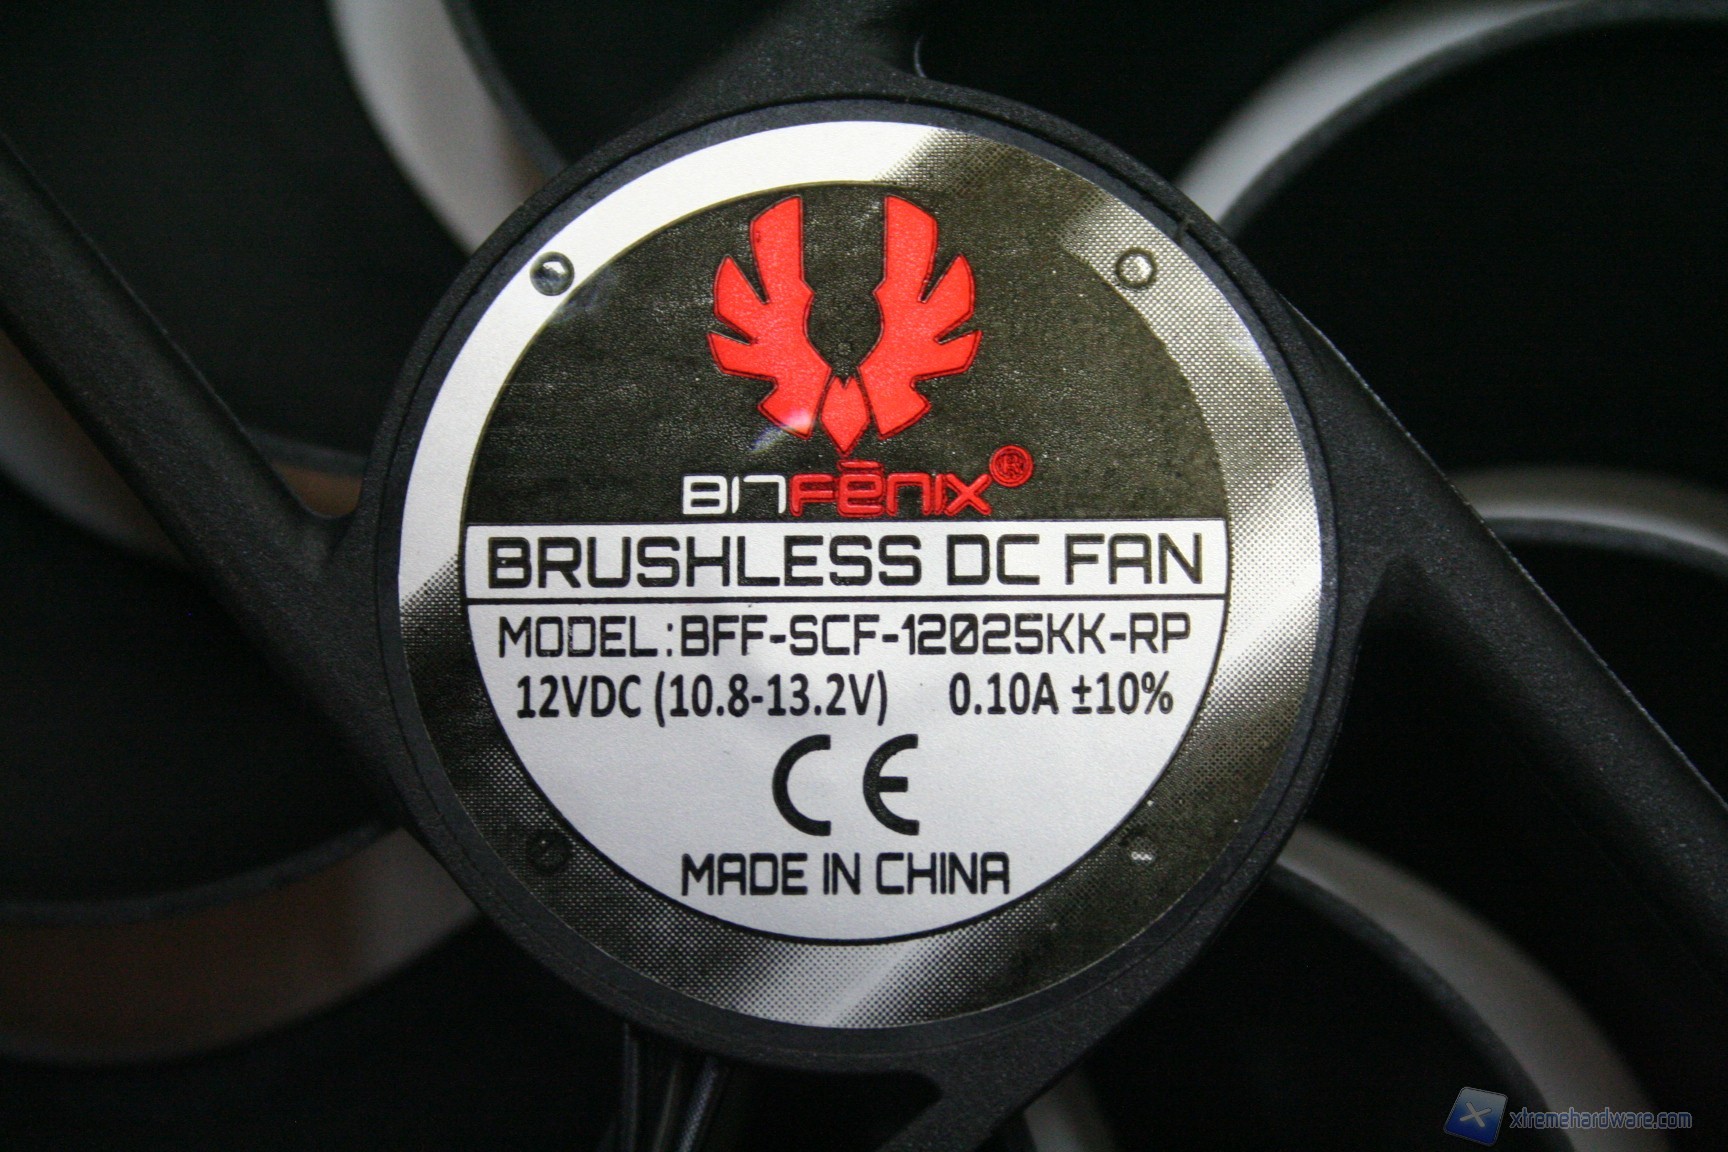 BITFĒNIX®
BRUSHLESS DC FAN
MODEL:BFF-SCF-12025KK-RP
12VDC (10.8-13.2V) 0.10A ±10%
CE
MADE IN CHINA
xtremehardware.com